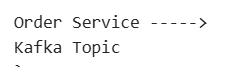 Order Service ----->
Kafka Topic